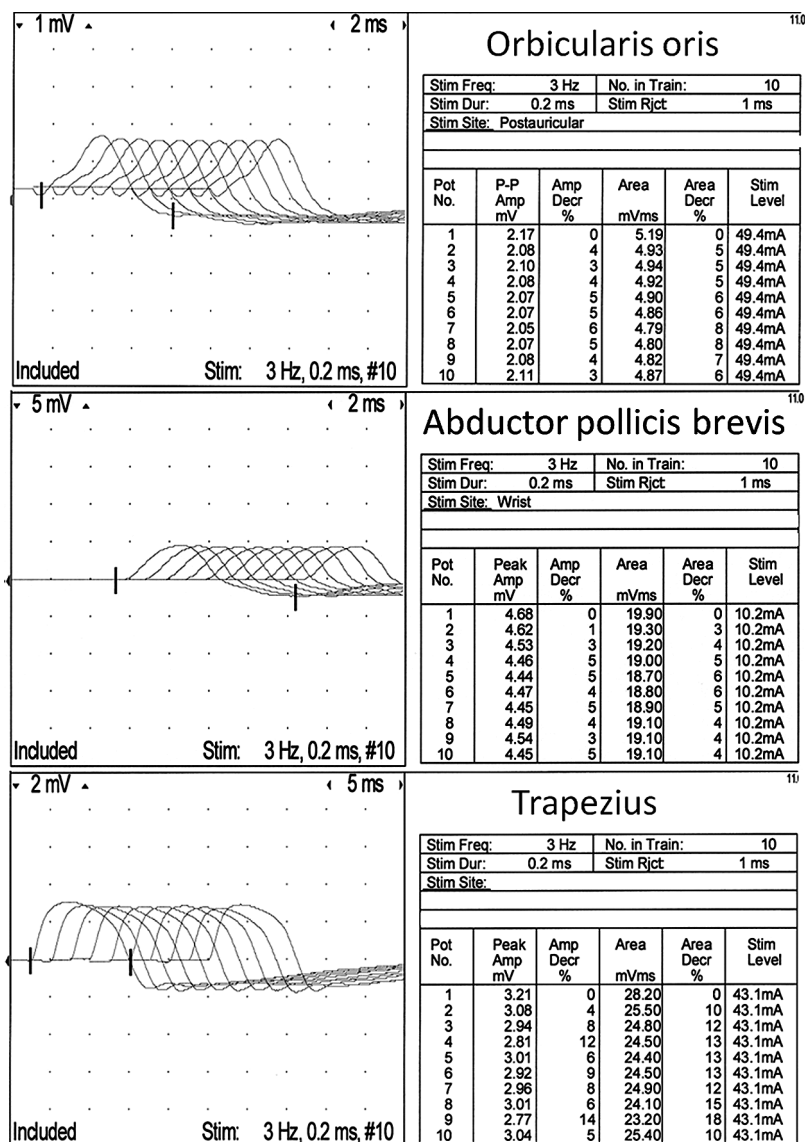 1 mV 2 ms
11.0
Orbicularis oris
Stim Freq: 3 Hz No. in Train: 10
Stim Dur: 0.2 ms Stim Rjct: 1 ms
Stim Site: Postauricular
Pot No. P-P Amp mV Amp Decr % Area mVms Area Decr % Stim Level
1 2.17 0 5.19 0 49.4mA
2 2.08 4 4.93 5 49.4mA
3 2.10 3 4.94 5 49.4mA
4 2.08 4 4.92 5 49.4mA
5 2.07 5 4.90 6 49.4mA
6 2.07 5 4.86 6 49.4mA
7 2.05 6 4.79 8 49.4mA
8 2.07 5 4.80 8 49.4mA
9 2.08 4 4.82 7 49.4mA
10 2.11 3 4.87 6 49.4mA
Included Stim: 3 Hz, 0.2 ms, #10
5 mV 2 ms
11.0
Abductor pollicis brevis
Stim Freq: 3 Hz No. in Train: 10
Stim Dur: 0.2 ms Stim Rjct: 1 ms
Stim Site: Wrist
Pot No. Peak Amp mV Amp Decr % Area mVms Area Decr % Stim Level
1 4.68 0 19.90 0 10.2mA
2 4.62 1 19.30 3 10.2mA
3 4.53 3 19.20 4 10.2mA
4 4.46 5 19.00 5 10.2mA
5 4.44 5 18.70 6 10.2mA
6 4.47 4 18.80 6 10.2mA
7 4.45 5 18.90 5 10.2mA
8 4.49 4 19.10 4 10.2mA
9 4.54 3 19.10 4 10.2mA
10 4.45 5 19.10 4 10.2mA
Included Stim: 3 Hz, 0.2 ms, #10
2 mV 5 ms
Trapezius
Stim Freq: 3 Hz No. in Train: 10
Stim Dur: 0.2 ms Stim Rjct: 1 ms
Stim Site:
Pot No. Peak Amp mV Amp Decr % Area mVms Area Decr % Stim Level
1 3.21 0 28.20 0 43.1mA
2 3.08 4 25.50 10 43.1mA
3 2.94 8 24.80 12 43.1mA
4 2.81 12 24.50 13 43.1mA
5 3.01 6 24.40 13 43.1mA
6 2.92 9 24.50 13 43.1mA
7 2.96 8 24.90 12 43.1mA
8 3.01 6 24.10 15 43.1mA
9 2.77 14 23.20 18 43.1mA
10 3.04 5 25.40 10 43.1mA
Included Stim: 3 Hz, 0.2 ms, #10